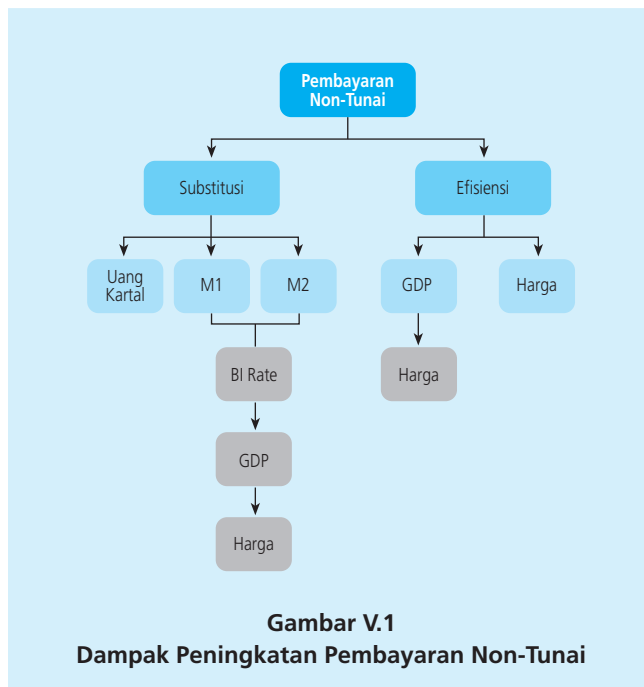 Pembayaran
Non-Tunai
Substitusi
Efisiensi
Uang
Kartal
M1
M2
GDP
Harga
BI Rate
Harga
GDP
Harga
Gambar V.1
Dampak Peningkatan Pembayaran Non-Tunai